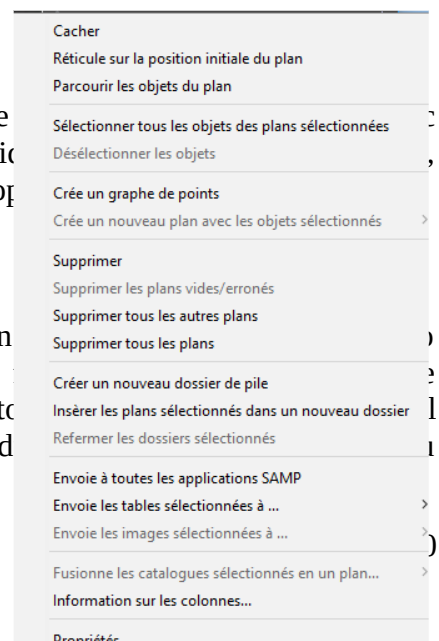 Cacher
Réticule sur la position initiale du plan
Parcourir les objets du plan
Sélectionner tous les objets des plans sélectionnées
Désélectionner les objets
Crée un graphe de points
Crée un nouveau plan avec les objets sélectionnés
Supprimer
Supprimer les plans vides/erronés
Supprimer tous les autres plans
Supprimer tous les plans
Créer un nouveau dossier de pile
Insèrer les plans sélectionnés dans un nouveau dossier
Refermer les dossiers sélectionnés
Envoie à toutes les applications SAMP
Envoie les tables sélectionnées à ...
Envoie les images sélectionnées à ...
Fusionne les catalogues sélectionnés en un plan...
Information sur les colonnes...
Propriétés